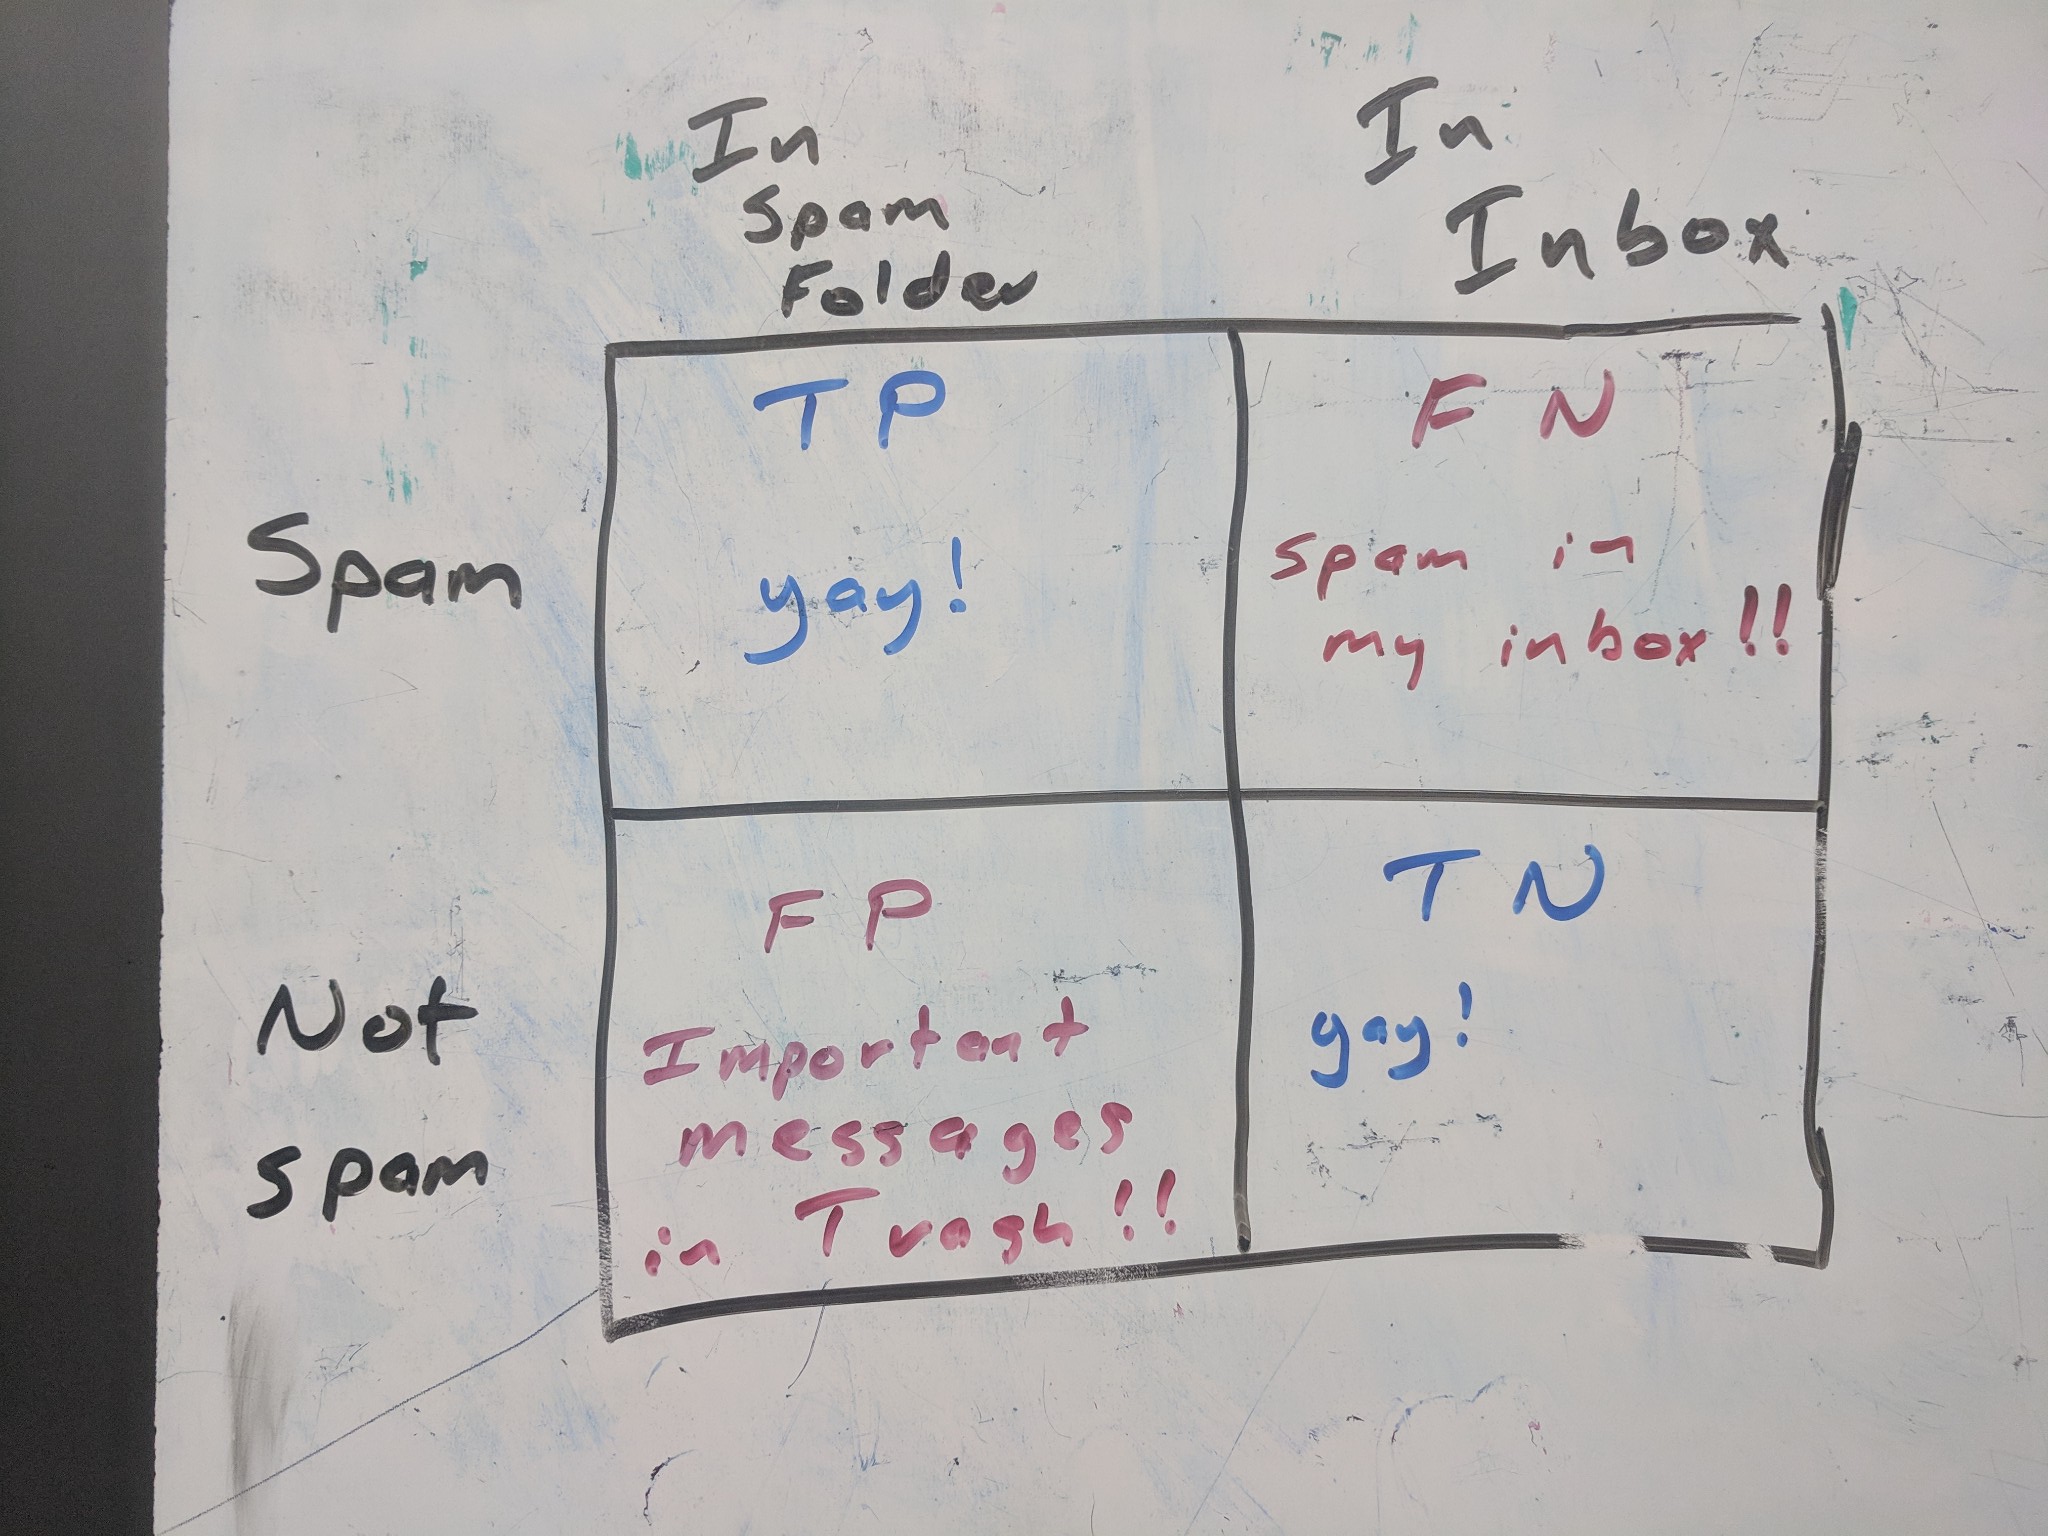 In
Spam
Folder
In
Inbox
Spam
TP
yay!
FN
spam in
my inbox!!
Not
spam
FP
Important
messages
in Trash!!
TN
yay!